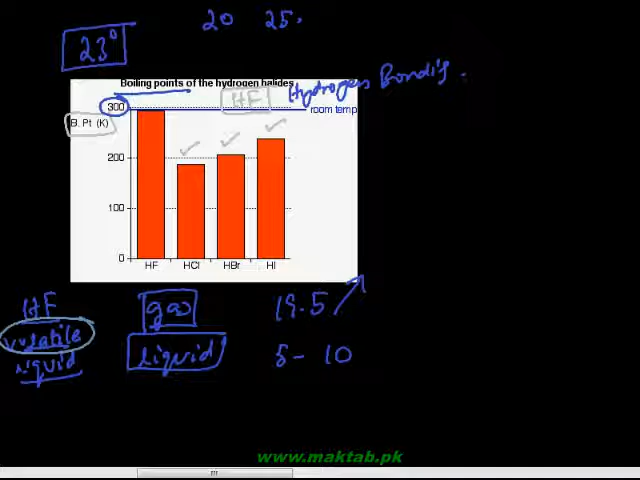 20 25.
23°
Boiling points of the hydrogen halides
HF Hydrogen Bondig.
300
room temp
B. Pt (K)
200
100
0
HF HCl HBr HI
HF gas 19.5
volatile
liquid liquid 5 - 10
www.maktab.pk